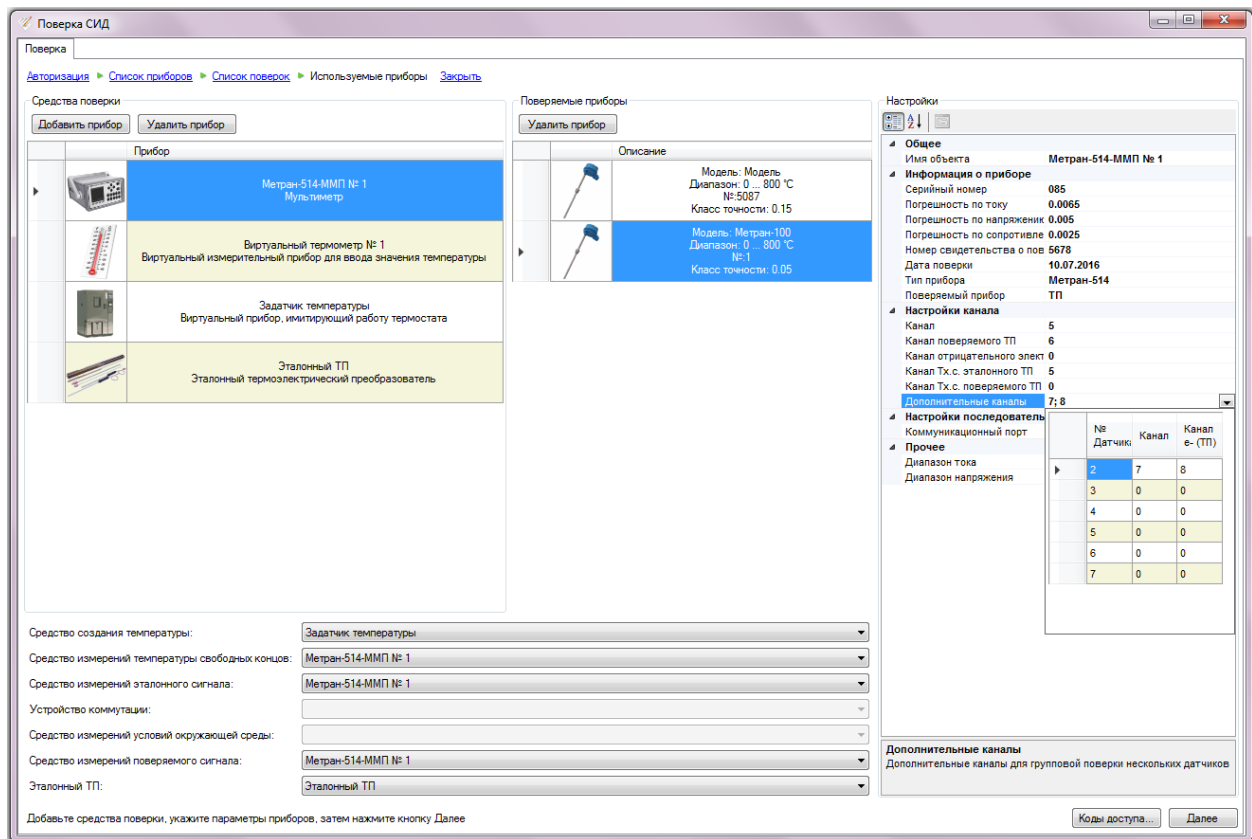 Поверка СИД
Поверка
Авторизация Список приборов Список поверок Используемые приборы Закрыть
Средства поверки
Добавить прибор Удалить прибор
Прибор
Метран-514-ММП № 1
Мультиметр
Виртуальный термометр № 1
Виртуальный измерительный прибор для ввода значения температуры
Задатчик температуры
Виртуальный прибор, имитирующий работу термостата
Эталонный ТП
Эталонный термоэлектрический преобразователь
Поверяемые приборы
Удалить прибор
Описание
Модель: Модель
Диапазон: 0 ... 800 °C
№:5087
Класс точности: 0.15
Модель: Метран-100
Диапазон: 0 ... 800 °C
№:1
Класс точности: 0.05
Настройки
Общее
Имя объекта Метран-514-ММП № 1
Информация о приборе
Серийный номер 085
Погрешность по току 0.0065
Погрешность по напряжению 0.005
Погрешность по сопротивле 0.0025
Номер свидетельства о пов 5678
Дата поверки 10.07.2016
Тип прибора Метран-514
Поверяемый прибор ТП
Настройки канала
Канал 5
Канал поверяемого ТП 6
Канал отрицательного элект 0
Канал Тх.с. эталонного ТП 5
Канал Тх.с. поверяемого ТП 0
Дополнительные каналы 7; 8
Настройки последователь
Коммуникационный порт
Прочее
Диапазон тока
Диапазон напряжения
№ Датчика Канал Канал е- (ТП)
2 7 8
3 0 0
4 0 0
5 0 0
6 0 0
7 0 0
Средство создания температуры: Задатчик температуры
Средство измерений температуры свободных концов: Метран-514-ММП № 1
Средство измерений эталонного сигнала: Метран-514-ММП № 1
Устройство коммутации:
Средство измерений условий окружающей среды:
Средство измерений поверяемого сигнала: Метран-514-ММП № 1
Эталонный ТП: Эталонный ТП
Дополнительные каналы
Дополнительные каналы для групповой поверки нескольких датчиков
Добавьте средства поверки, укажите параметры приборов, затем нажмите кнопку Далее
Коды доступа... Далее